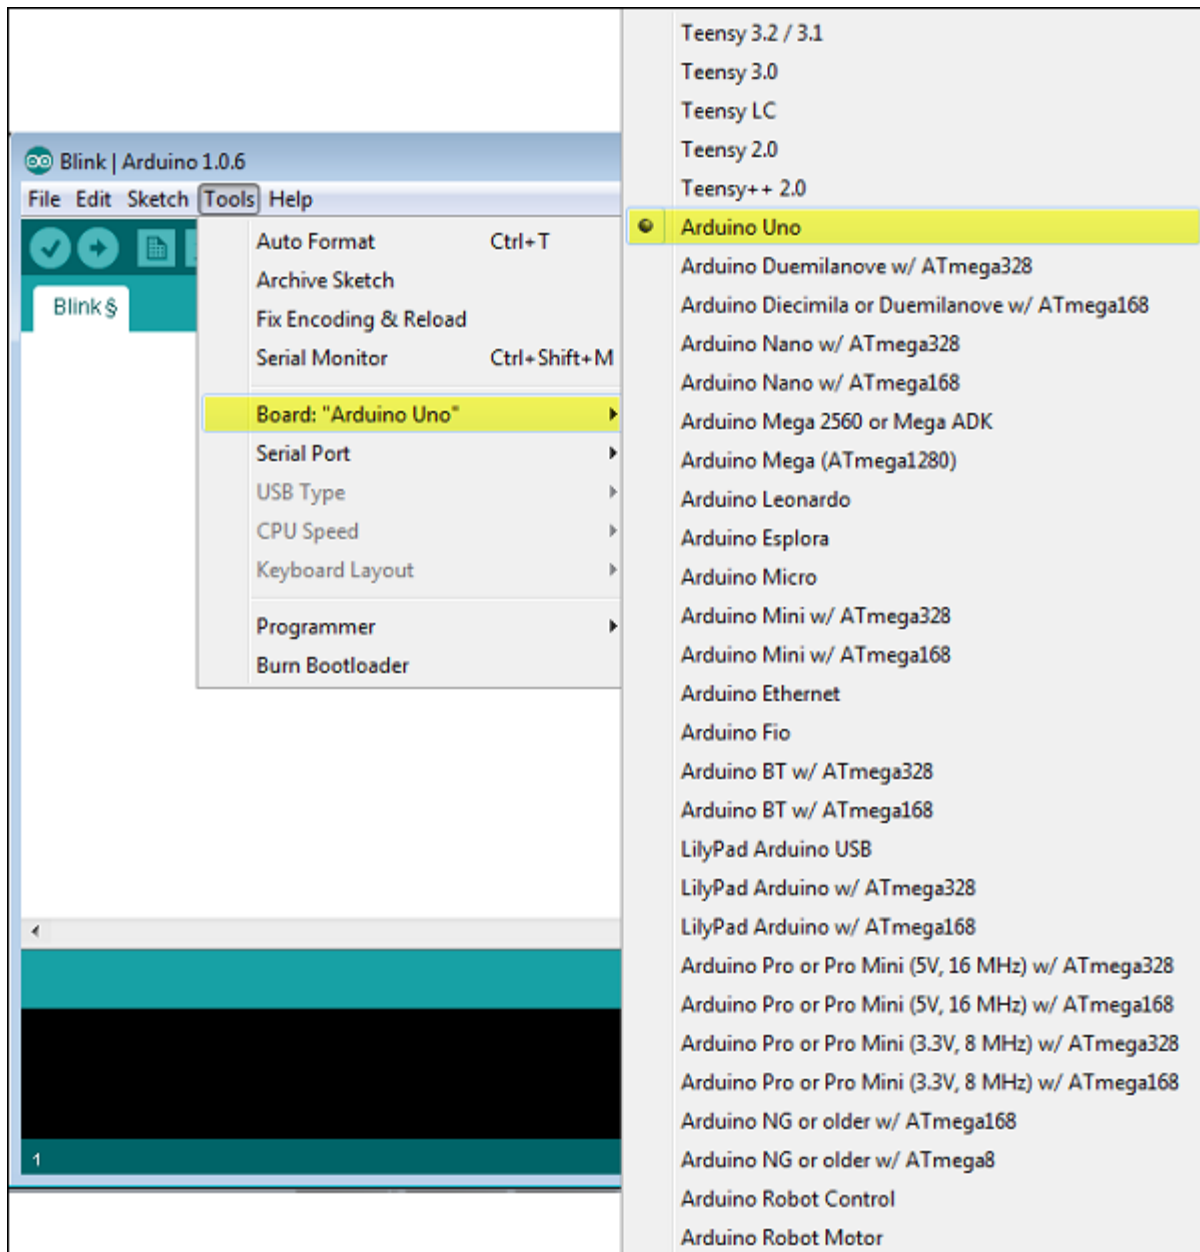 Blink | Arduino 1.0.6
File Edit Sketch Tools Help
Blink §
Auto Format Ctrl+T
Archive Sketch
Fix Encoding & Reload
Serial Monitor Ctrl+Shift+M
Board: "Arduino Uno"
Serial Port
USB Type
CPU Speed
Keyboard Layout
Programmer
Burn Bootloader
1
Teensy 3.2 / 3.1
Teensy 3.0
Teensy LC
Teensy 2.0
Teensy++ 2.0
Arduino Uno
Arduino Duemilanove w/ ATmega328
Arduino Diecimila or Duemilanove w/ ATmega168
Arduino Nano w/ ATmega328
Arduino Nano w/ ATmega168
Arduino Mega 2560 or Mega ADK
Arduino Mega (ATmega1280)
Arduino Leonardo
Arduino Esplora
Arduino Micro
Arduino Mini w/ ATmega328
Arduino Mini w/ ATmega168
Arduino Ethernet
Arduino Fio
Arduino BT w/ ATmega328
Arduino BT w/ ATmega168
LilyPad Arduino USB
LilyPad Arduino w/ ATmega328
LilyPad Arduino w/ ATmega168
Arduino Pro or Pro Mini (5V, 16 MHz) w/ ATmega328
Arduino Pro or Pro Mini (5V, 16 MHz) w/ ATmega168
Arduino Pro or Pro Mini (3.3V, 8 MHz) w/ ATmega328
Arduino Pro or Pro Mini (3.3V, 8 MHz) w/ ATmega168
Arduino NG or older w/ ATmega168
Arduino NG or older w/ ATmega8
Arduino Robot Control
Arduino Robot Motor